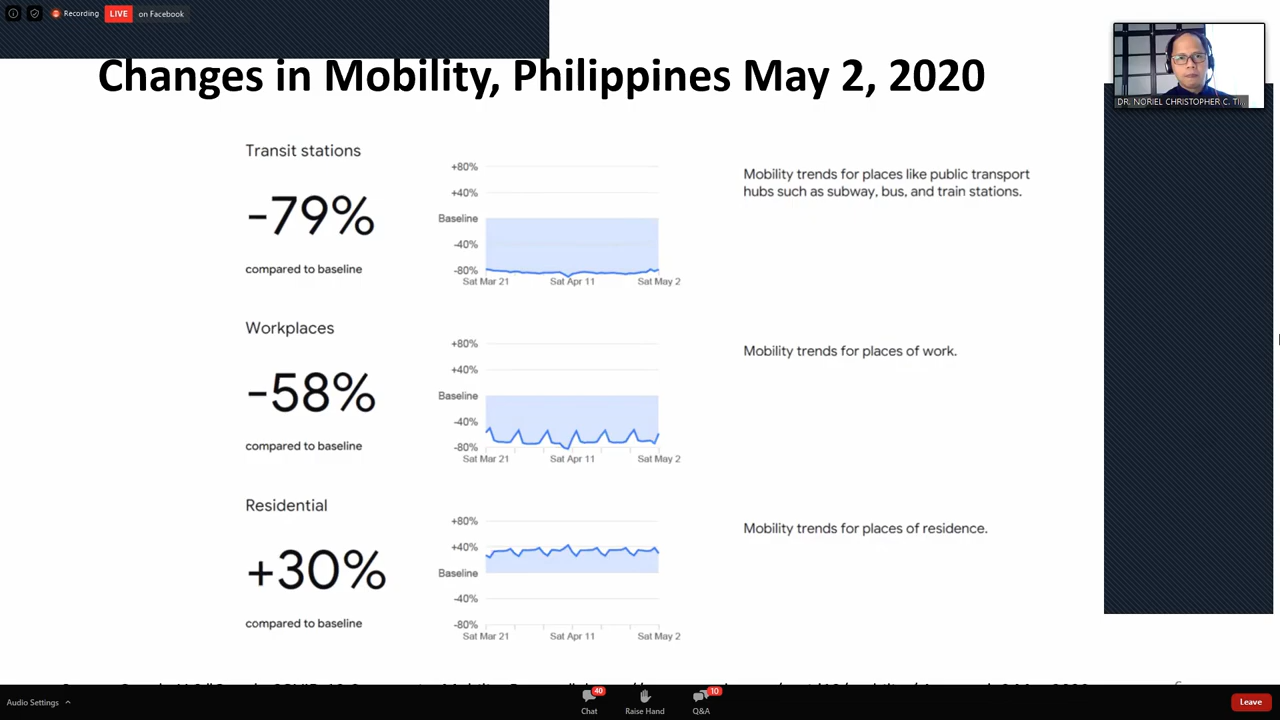 Recording LIVE on Facebook
Changes in Mobility, Philippines May 2, 2020
DR. NORIEL CHRISTOPHER C. TI...
Transit stations
-79%
compared to baseline
+80%
+40%
Baseline
-40%
-80%
Sat Mar 21 Sat Apr 11 Sat May 2
Mobility trends for places like public transport
hubs such as subway, bus, and train stations.
Workplaces
-58%
compared to baseline
+80%
+40%
Baseline
-40%
-80%
Sat Mar 21 Sat Apr 11 Sat May 2
Mobility trends for places of work.
Residential
+30%
compared to baseline
+80%
+40%
Baseline
-40%
-80%
Sat Mar 21 Sat Apr 11 Sat May 2
Mobility trends for places of residence.
Audio Settings
40
Chat
Raise Hand
10
Q&A
Leave